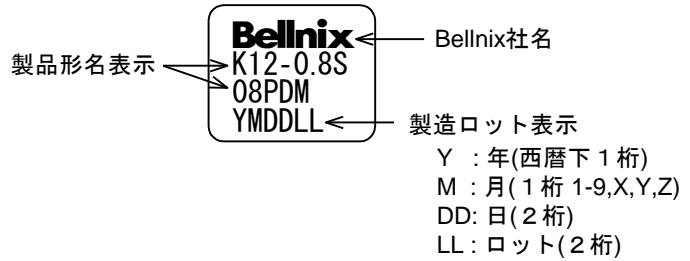 Bellnix
K12-0.8S
08PDM
YMDDLL
製品形名表示
Bellnix社名
製造ロット表示
Y :年(西暦下1桁)
M :月(1桁 1-9,X,Y,Z)
DD: 日(2桁)
LL : ロット(2桁)